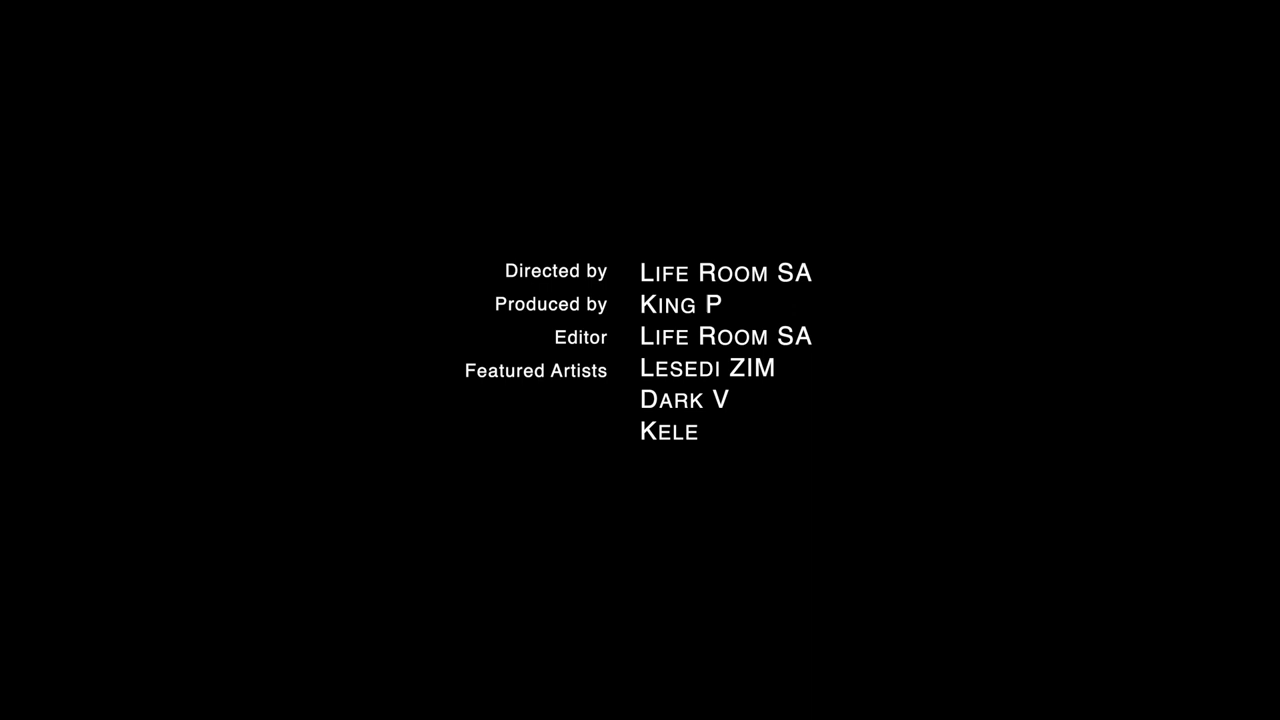 Directed by LIFE ROOM SA
Produced by KING P
Editor LIFE ROOM SA
Featured Artists LESEDI ZIM
DARK V
KELE